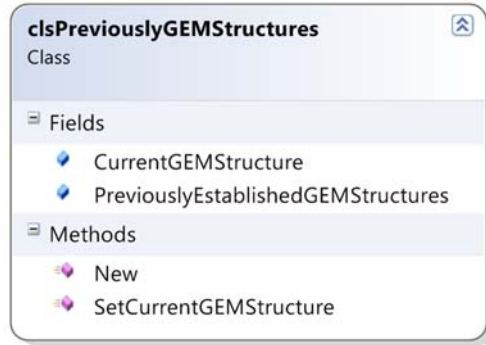 clsPreviouslyGEMStructures
Class
Fields
CurrentGEMStructure
PreviouslyEstablishedGEMStructures
Methods
New
SetCurrentGEMStructure